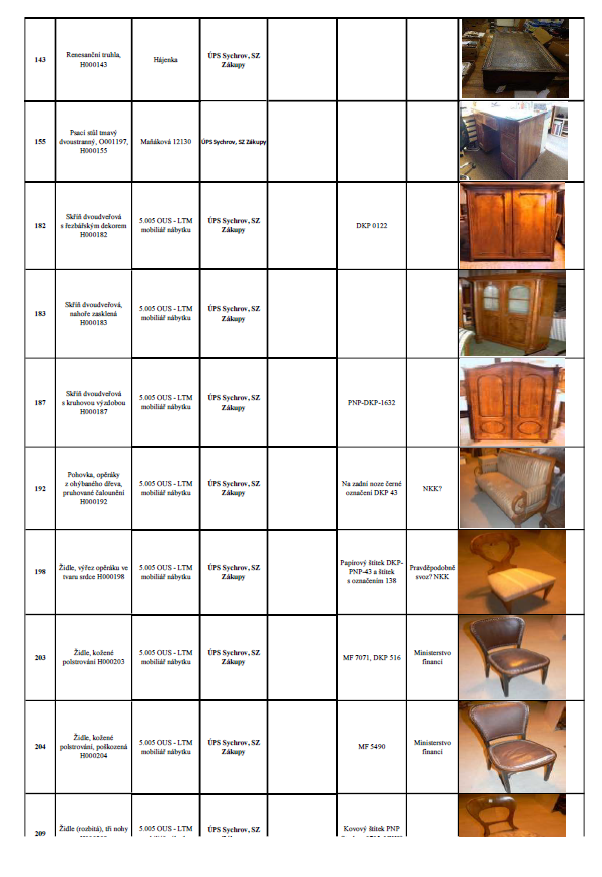 143
Renesanční truhla,
H000143
Hájenka
ÚPS Sychrov, SZ
Zákupy
155
Psací stůl tmavý
dvoustranný, O001197,
H000155
Maňáková 12130
ÚPS Sychrov, SZ Zákupy
182
Skříň dvoudveřová
s řezbářským dekorem
H000182
5.005 OUS - LTM
mobiliář nábytku
ÚPS Sychrov, SZ
Zákupy
DKP 0122
183
Skříň dvoudveřová,
nahoře zasklená
H000183
5.005 OUS - LTM
mobiliář nábytku
ÚPS Sychrov, SZ
Zákupy
187
Skříň dvoudveřová
s kruhovou výzdobou
H000187
5.005 OUS - LTM
mobiliář nábytku
ÚPS Sychrov, SZ
Zákupy
PNP-DKP-1632
192
Pohovka, opěráky
z ohýbaného dřeva,
pruhované čalounění
H000192
5.005 OUS - LTM
mobiliář nábytku
ÚPS Sychrov, SZ
Zákupy
Na zadní noze černé
označení DKP 43
NKK?
198
Židle, výřez opěráku ve
tvaru srdce H000198
5.005 OUS - LTM
mobiliář nábytku
ÚPS Sychrov, SZ
Zákupy
Papírový štítek DKP-
PNP-43 a štítek
s označením 138
Pravděpodobně
svoz? NKK
203
Židle, kožené
polstrování H000203
5.005 OUS - LTM
mobiliář nábytku
ÚPS Sychrov, SZ
Zákupy
MF 7071, DKP 516
Ministerstvo
financí
204
Židle, kožené
polstrování, poškozená
H000204
5.005 OUS - LTM
mobiliář nábytku
ÚPS Sychrov, SZ
Zákupy
MF 5490
Ministerstvo
financí
209
Židle (rozbitá), tři nohy
5.005 OUS - LTM
ÚPS Sychrov, SZ
Kovový štítek PNP